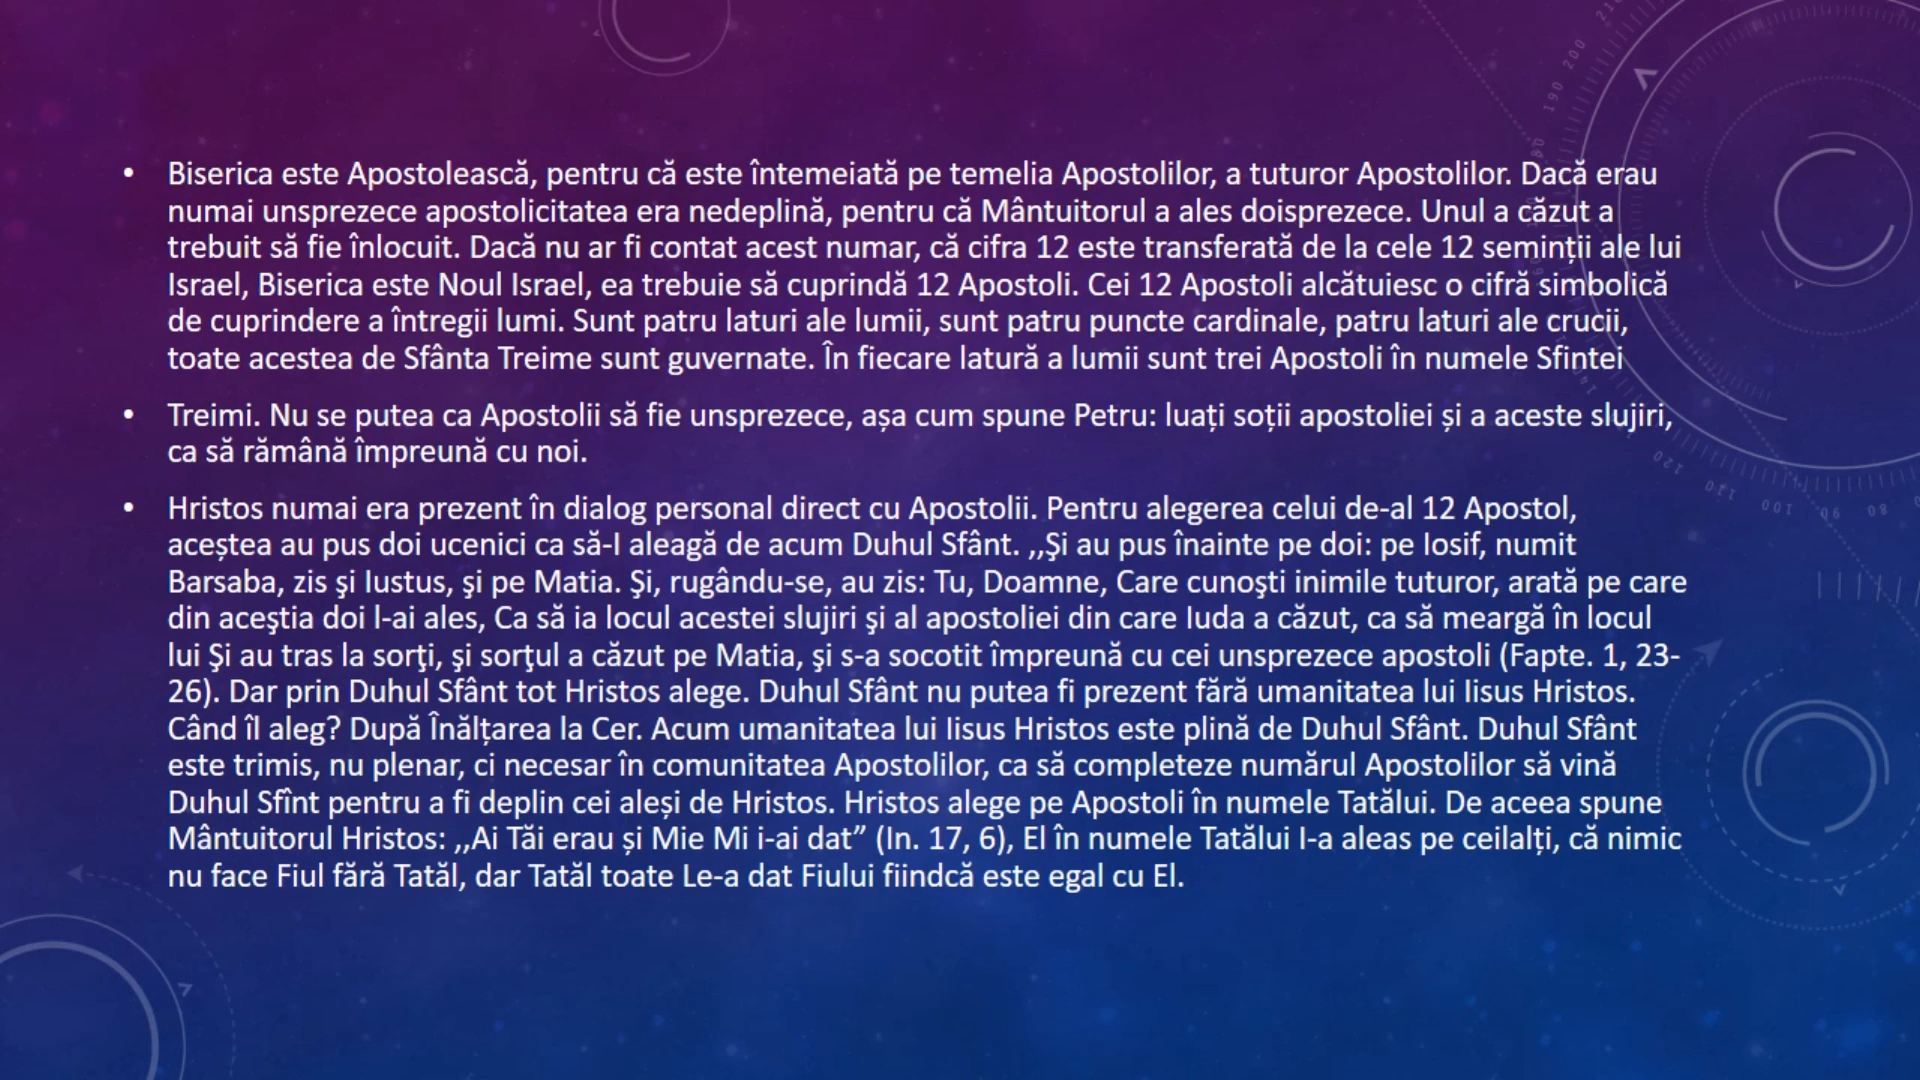 • Biserica este Apostolească, pentru că este întemeiată pe temelia Apostolilor, a tuturor Apostolilor. Dacă erau
numai unsprezece apostolicitatea era nedeplină, pentru că Mântuitorul a ales doisprezece. Unul a căzut a
trebuit să fie înlocuit. Dacă nu ar fi contat acest numar, că cifra 12 este transferată de la cele 12 seminții ale lui
Israel, Biserica este Noul Israel, ea trebuie să cuprindă 12 Apostoli. Cei 12 Apostoli alcătuiesc o cifră simbolică
de cuprindere a întregii lumi. Sunt patru laturi ale lumii, sunt patru puncte cardinale, patru laturi ale crucii,
toate acestea de Sfânta Treime sunt guvernate. În fiecare latură a lumii sunt trei Apostoli în numele Sfintei
• Treimi. Nu se putea ca Apostolii să fie unsprezece, așa cum spune Petru: luați soții apostoliei și a aceste slujiri,
ca să rămână împreună cu noi.
• Hristos numai era prezent în dialog personal direct cu Apostolii. Pentru alegerea celui de-al 12 Apostol,
aceștea au pus doi ucenici ca să-l aleagă de acum Duhul Sfânt. ,,Şi au pus înainte pe doi: pe Iosif, numit
Barsaba, zis şi Iustus, şi pe Matia. Şi, rugându-se, au zis: Tu, Doamne, Care cunoşti inimile tuturor, arată pe care
din aceştia doi l-ai ales, Ca să ia locul acestei slujiri şi al apostoliei din care Iuda a căzut, ca să meargă în locul
lui Şi au tras la sorţi, şi sorţul a căzut pe Matia, şi s-a socotit împreună cu cei unsprezece apostoli (Fapte. 1, 23-
26). Dar prin Duhul Sfânt tot Hristos alege. Duhul Sfânt nu putea fi prezent fără umanitatea lui Iisus Hristos.
Când îl aleg? După Înălțarea la Cer. Acum umanitatea lui Iisus Hristos este plină de Duhul Sfânt. Duhul Sfânt
este trimis, nu plenar, ci necesar în comunitatea Apostolilor, ca să completeze numărul Apostolilor să vină
Duhul Sfînt pentru a fi deplin cei aleși de Hristos. Hristos alege pe Apostoli în numele Tatălui. De aceea spune
Mântuitorul Hristos: ,,Ai Tăi erau și Mie Mi i-ai dat” (In. 17, 6), El în numele Tatălui I-a aleas pe ceilalți, că nimic
nu face Fiul fără Tatăl, dar Tatăl toate Le-a dat Fiului fiindcă este egal cu El.
200
190
120
110
100
90
80